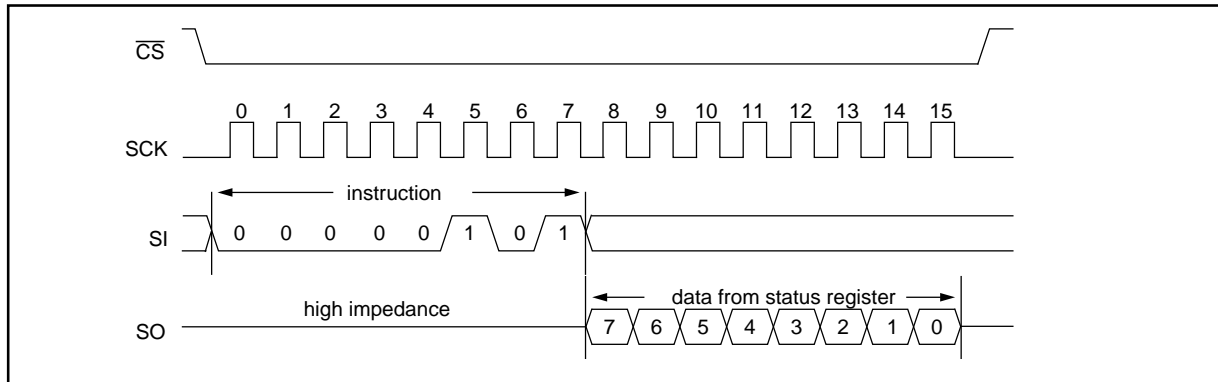 CS
0 1 2 3 4 5 6 7 8 9 10 11 12 13 14 15
SCK
instruction
SI 0 0 0 0 0 1 0 1
high impedance
data from status register
SO 7 6 5 4 3 2 1 0